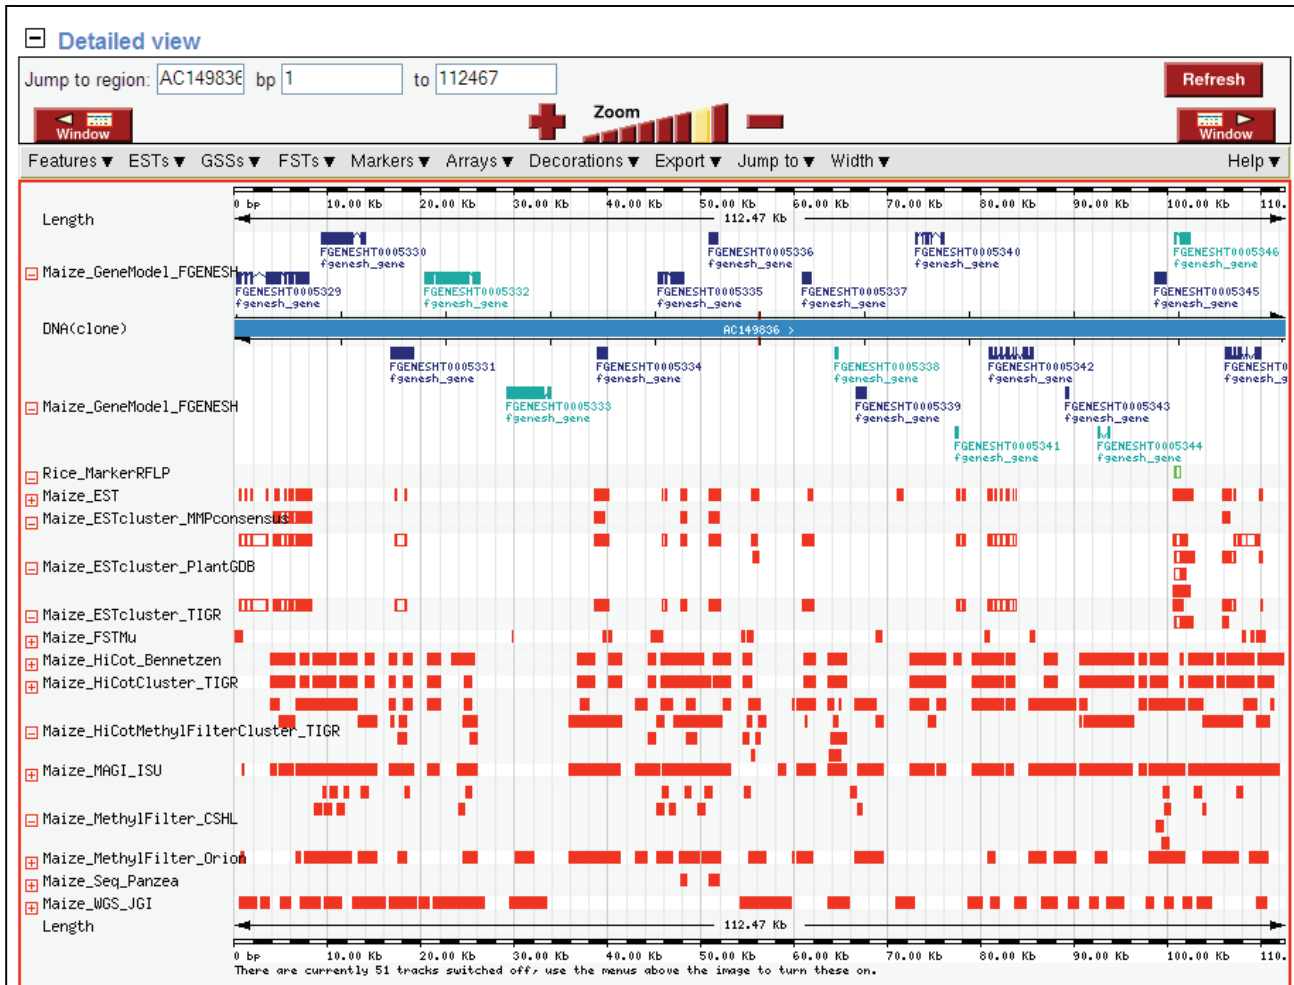 Detailed view
Jump to region: AC149836 bp 1 to 112467 Refresh
Window Zoom Window
Features ▼ ESTs ▼ GSSs ▼ FSTs ▼ Markers ▼ Arrays ▼ Decorations ▼ Export ▼ Jump to ▼ Width ▼ Help ▼
0 bp 10.00 Kb 20.00 Kb 30.00 Kb 40.00 Kb 50.00 Kb 60.00 Kb 70.00 Kb 80.00 Kb 90.00 Kb 100.00 Kb 110.
Length 112.47 Kb
FGENESHT0005330 FGENESHT0005336 FGENESHT0005340 FGENESHT0005346
fgenesh_gene fgenesh_gene fgenesh_gene fgenesh_gene
Maize_GeneModel_FGENESH
FGENESHT0005329 FGENESHT0005332 FGENESHT0005335 FGENESHT0005337 FGENESHT0005345
fgenesh_gene fgenesh_gene fgenesh_gene fgenesh_gene fgenesh_gene
DNA(clone) AC149836 >
FGENESHT0005331 FGENESHT0005334 FGENESHT0005338 FGENESHT0005342 FGENESHT0
fgenesh_gene fgenesh_gene fgenesh_gene fgenesh_gene fgenesh_g
Maize_GeneModel_FGENESH FGENESHT0005333 FGENESHT0005339 FGENESHT0005343
fgenesh_gene fgenesh_gene fgenesh_gene
FGENESHT0005341 FGENESHT0005344
fgenesh_gene fgenesh_gene
Rice_MarkerRFLP
Maize_EST
Maize_ESTcluster_MMPconsensus
Maize_ESTcluster_PlantGDB
Maize_ESTcluster_TIGR
Maize_FSTMu
Maize_HiCot_Bennetzen
Maize_HiCotCluster_TIGR
Maize_HiCotMethylFilterCluster_TIGR
Maize_MAGI_ISU
Maize_MethylFilter_CSHL
Maize_MethylFilter_Orion
Maize_Seq_Panzea
Maize_WGS_JGI
Length 112.47 Kb
0 bp 10.00 Kb 20.00 Kb 30.00 Kb 40.00 Kb 50.00 Kb 60.00 Kb 70.00 Kb 80.00 Kb 90.00 Kb 100.00 Kb 110.
There are currently 51 tracks switched off, use the menus above the image to turn these on.